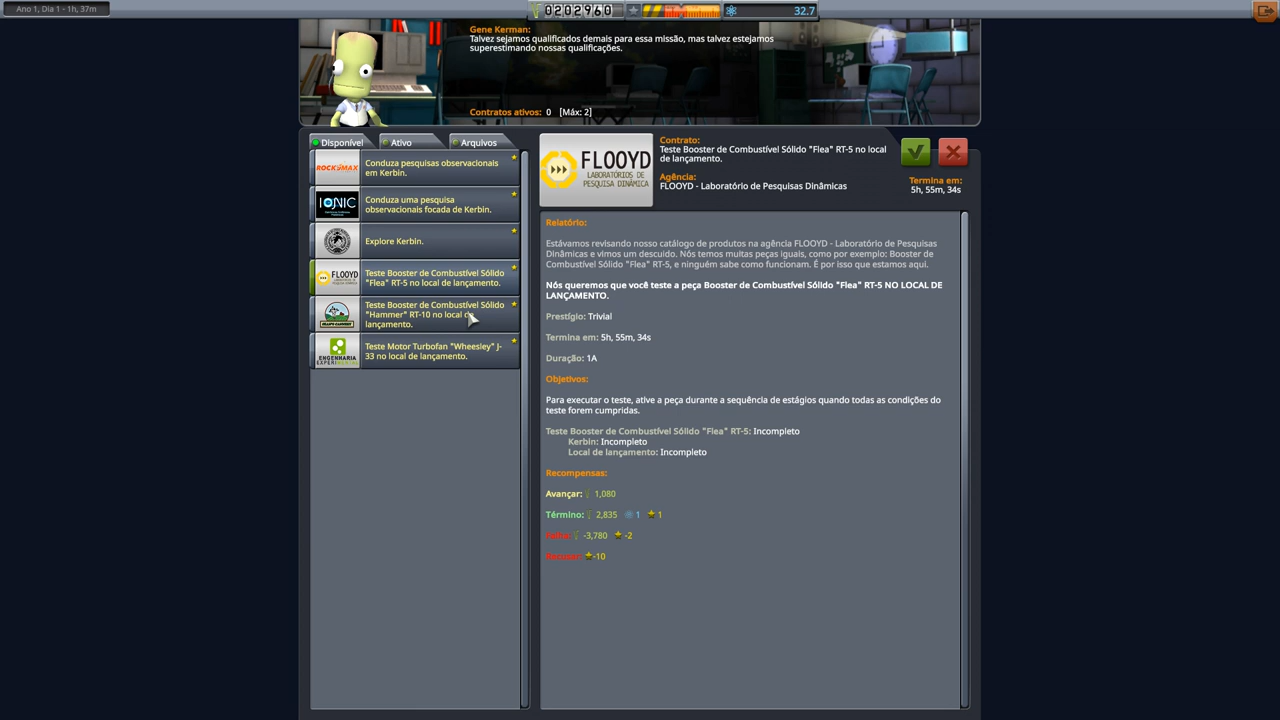 Ano 1, Dia 1 - 1h, 37m
0202960
32.7
Gene Kerman:
Talvez sejamos qualificados demais para essa missão, mas talvez estejamos
superestimando nossas qualificações.
Contratos ativos: 0 [Máx: 2]
Disponível
Ativo
Arquivos
ROCKOMAX
Conduza pesquisas observacionais
em Kerbin.
IONIC
Conduza uma pesquisa
observacional focada de Kerbin.
Explore Kerbin.
FLOOYD
Teste Booster de Combustível Sólido
"Flea" RT-5 no local de lançamento.
Teste Booster de Combustível Sólido
"Hammer" RT-10 no local de
lançamento.
ENGENHARIA
EXPERIMENTAL
Teste Motor Turbofan "Wheesley" J-
33 no local de lançamento.
FLOOYD
LABORATÓRIOS DE
PESQUISA DINÂMICA
Contrato:
Teste Booster de Combustível Sólido "Flea" RT-5 no local
de lançamento.
Agência:
FLOOYD - Laboratório de Pesquisas Dinâmicas
Termina em:
5h, 55m, 34s
Relatório:
Estávamos revisando nosso catálogo de produtos na agência FLOOYD - Laboratório de Pesquisas
Dinâmicas e vimos um descuido. Nós temos muitas peças iguais, como por exemplo: Booster de
Combustível Sólido "Flea" RT-5, e ninguém sabe como funcionam. É por isso que estamos aqui.
Nós queremos que você teste a peça Booster de Combustível Sólido "Flea" RT-5 NO LOCAL DE
LANÇAMENTO.
Prestígio: Trivial
Termina em: 5h, 55m, 34s
Duração: 1A
Objetivos:
Para executar o teste, ative a peça durante a sequência de estágios quando todas as condições do
teste forem cumpridas.
Teste Booster de Combustível Sólido "Flea" RT-5: Incompleto
Kerbin: Incompleto
Local de lançamento: Incompleto
Recompensas:
Avançar: 1,080
Término: 2,835 1 1
-3,780 -2
-10